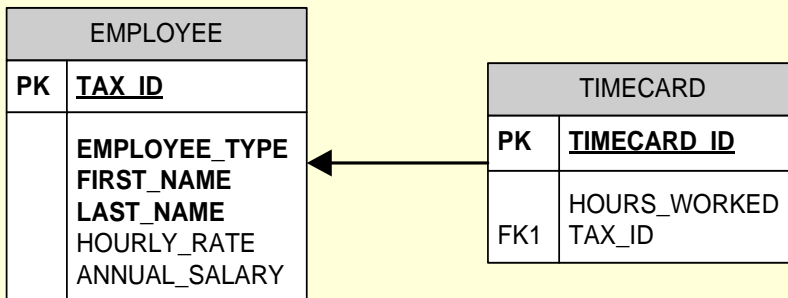 EMPLOYEE
PK TAX_ID
EMPLOYEE_TYPE
FIRST_NAME
LAST_NAME
HOURLY_RATE
ANNUAL_SALARY
TIMECARD
PK TIMECARD_ID
HOURS_WORKED
FK1 TAX_ID